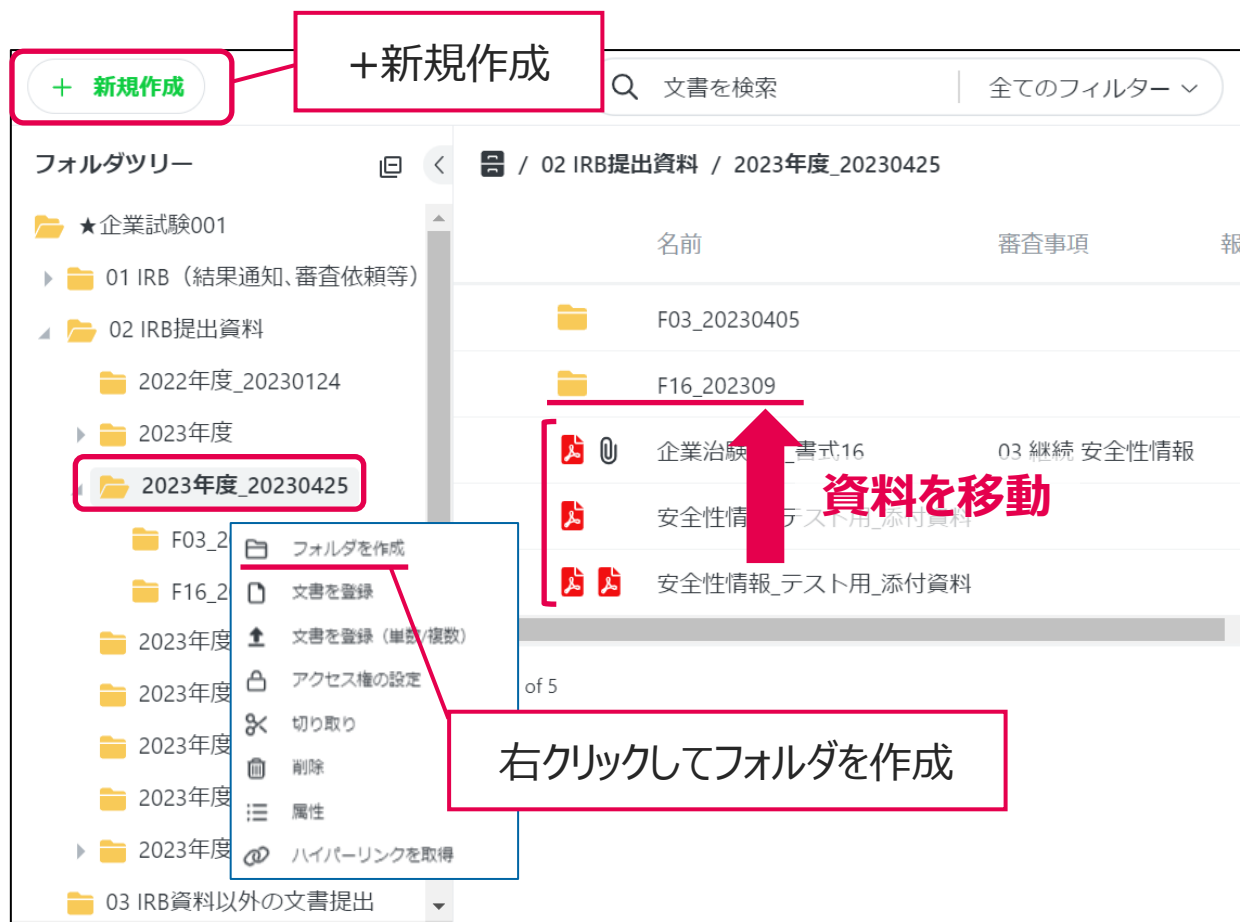 +新規作成
+ 新規作成
文書を検索
全てのフィルター
フォルダツリー
/ 02 IRB提出資料 / 2023年度_20230425
★企業試験001
01 IRB（結果通知、審査依頼等）
02 IRB提出資料
2022年度_20230124
2023年度
2023年度_20230425
F03_2
F16_2
2023年度
2023年度
2023年度
2023年度
2023年度
03 IRB資料以外の文書提出
名前 審査事項 報
F03_20230405
F16_202309
企業治験 _書式16 03 継続 安全性情報
安全性情 テスト用_添付資料
安全性情報_テスト用_添付資料
資料を移動
of 5
フォルダを作成
文書を登録
文書を登録（単数/複数）
アクセス権の設定
切り取り
削除
属性
ハイパーリンクを取得
右クリックしてフォルダを作成